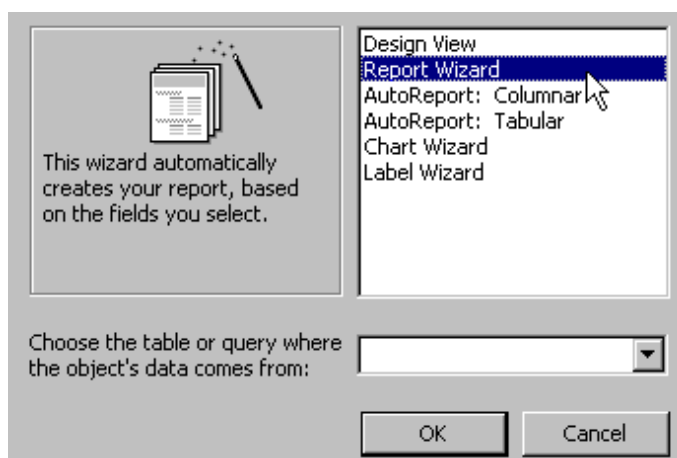 Design View
Report Wizard
AutoReport: Columnar
AutoReport: Tabular
Chart Wizard
Label Wizard
This wizard automatically
creates your report, based
on the fields you select.
Choose the table or query where
the object's data comes from:
OK
Cancel